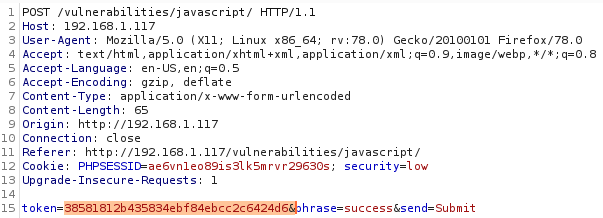 1 POST /vulnerabilities/javascript/ HTTP/1.1
2 Host: 192.168.1.117
3 User-Agent: Mozilla/5.0 (X11; Linux x86_64; rv:78.0) Gecko/20100101 Firefox/78.0
4 Accept: text/html,application/xhtml+xml,application/xml;q=0.9,image/webp,*/*;q=0.8
5 Accept-Language: en-US,en;q=0.5
6 Accept-Encoding: gzip, deflate
7 Content-Type: application/x-www-form-urlencoded
8 Content-Length: 65
9 Origin: http://192.168.1.117
10 Connection: close
11 Referer: http://192.168.1.117/vulnerabilities/javascript/
12 Cookie: PHPSESSID=ae6vn1eo89is3lk5mrvr29630s; security=low
13 Upgrade-Insecure-Requests: 1
14
15 token=38581812b435834ebf84ebcc2c6424d6&phrase=success&send=Submit